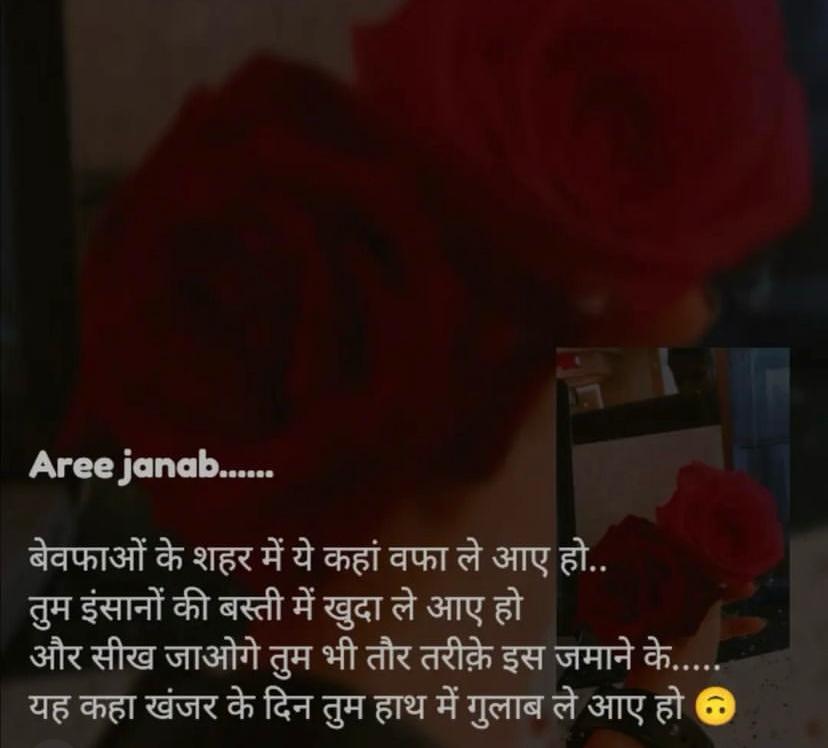 Aree janab......
बेवफाओं के शहर में ये कहां वफा ले आए हो..
तुम इंसानों की बस्ती में खुदा ले आए हो
और सीख जाओगे तुम भी तौर तरीक़े इस जमाने के.....
यह कहा खंजर के दिन तुम हाथ में गुलाब ले आए हो 🙃